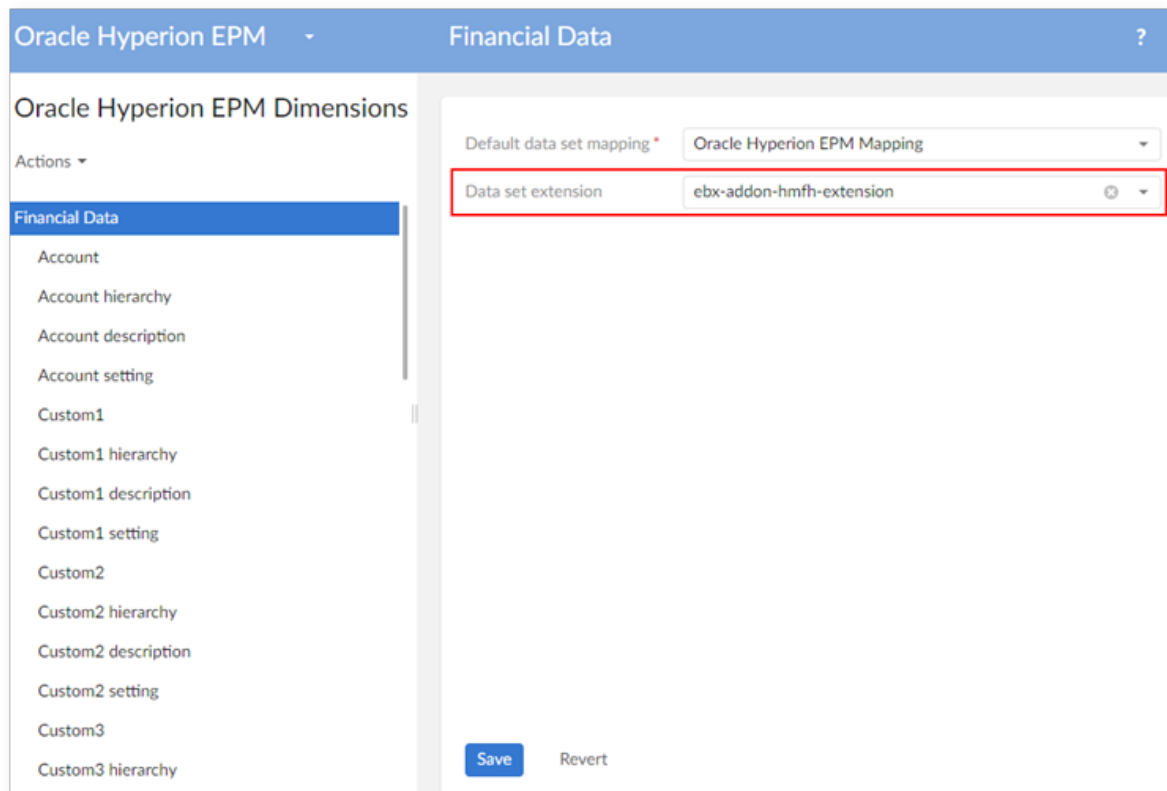 Oracle Hyperion EPM
Financial Data
?
Oracle Hyperion EPM Dimensions
Actions
Default data set mapping *
Oracle Hyperion EPM Mapping
Data set extension
ebx-addon-hmfh-extension
Financial Data
Account
Account hierarchy
Account description
Account setting
Custom1
Custom1 hierarchy
Custom1 description
Custom1 setting
Custom2
Custom2 hierarchy
Custom2 description
Custom2 setting
Custom3
Custom3 hierarchy
Save
Revert